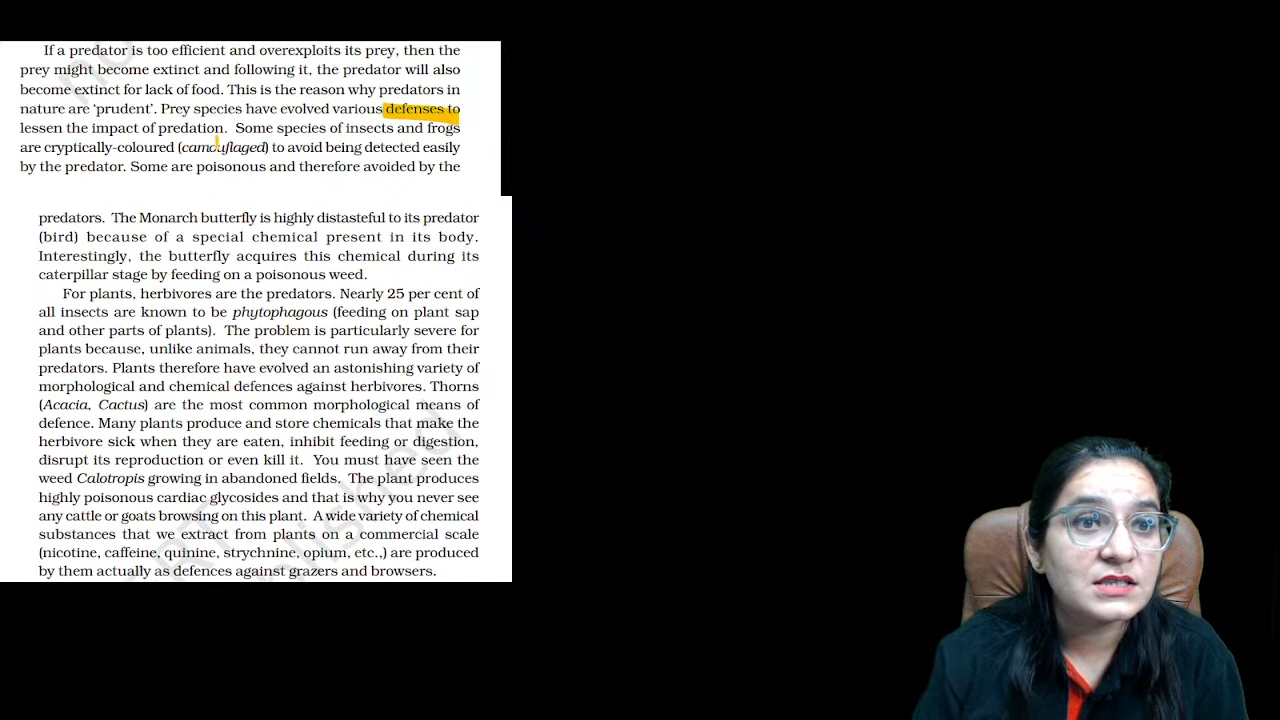 If a predator is too efficient and overexploits its prey, then the
prey might become extinct and following it, the predator will also
become extinct for lack of food. This is the reason why predators in
nature are ‘prudent’. Prey species have evolved various defenses to
lessen the impact of predation. Some species of insects and frogs
are cryptically-coloured (camouflaged) to avoid being detected easily
by the predator. Some are poisonous and therefore avoided by the
predators. The Monarch butterfly is highly distasteful to its predator
(bird) because of a special chemical present in its body.
Interestingly, the butterfly acquires this chemical during its
caterpillar stage by feeding on a poisonous weed.
For plants, herbivores are the predators. Nearly 25 per cent of
all insects are known to be phytophagous (feeding on plant sap
and other parts of plants). The problem is particularly severe for
plants because, unlike animals, they cannot run away from their
predators. Plants therefore have evolved an astonishing variety of
morphological and chemical defences against herbivores. Thorns
(Acacia, Cactus) are the most common morphological means of
defence. Many plants produce and store chemicals that make the
herbivore sick when they are eaten, inhibit feeding or digestion,
disrupt its reproduction or even kill it. You must have seen the
weed Calotropis growing in abandoned fields. The plant produces
highly poisonous cardiac glycosides and that is why you never see
any cattle or goats browsing on this plant. A wide variety of chemical
substances that we extract from plants on a commercial scale
(nicotine, caffeine, quinine, strychnine, opium, etc.,) are produced
by them actually as defences against grazers and browsers.